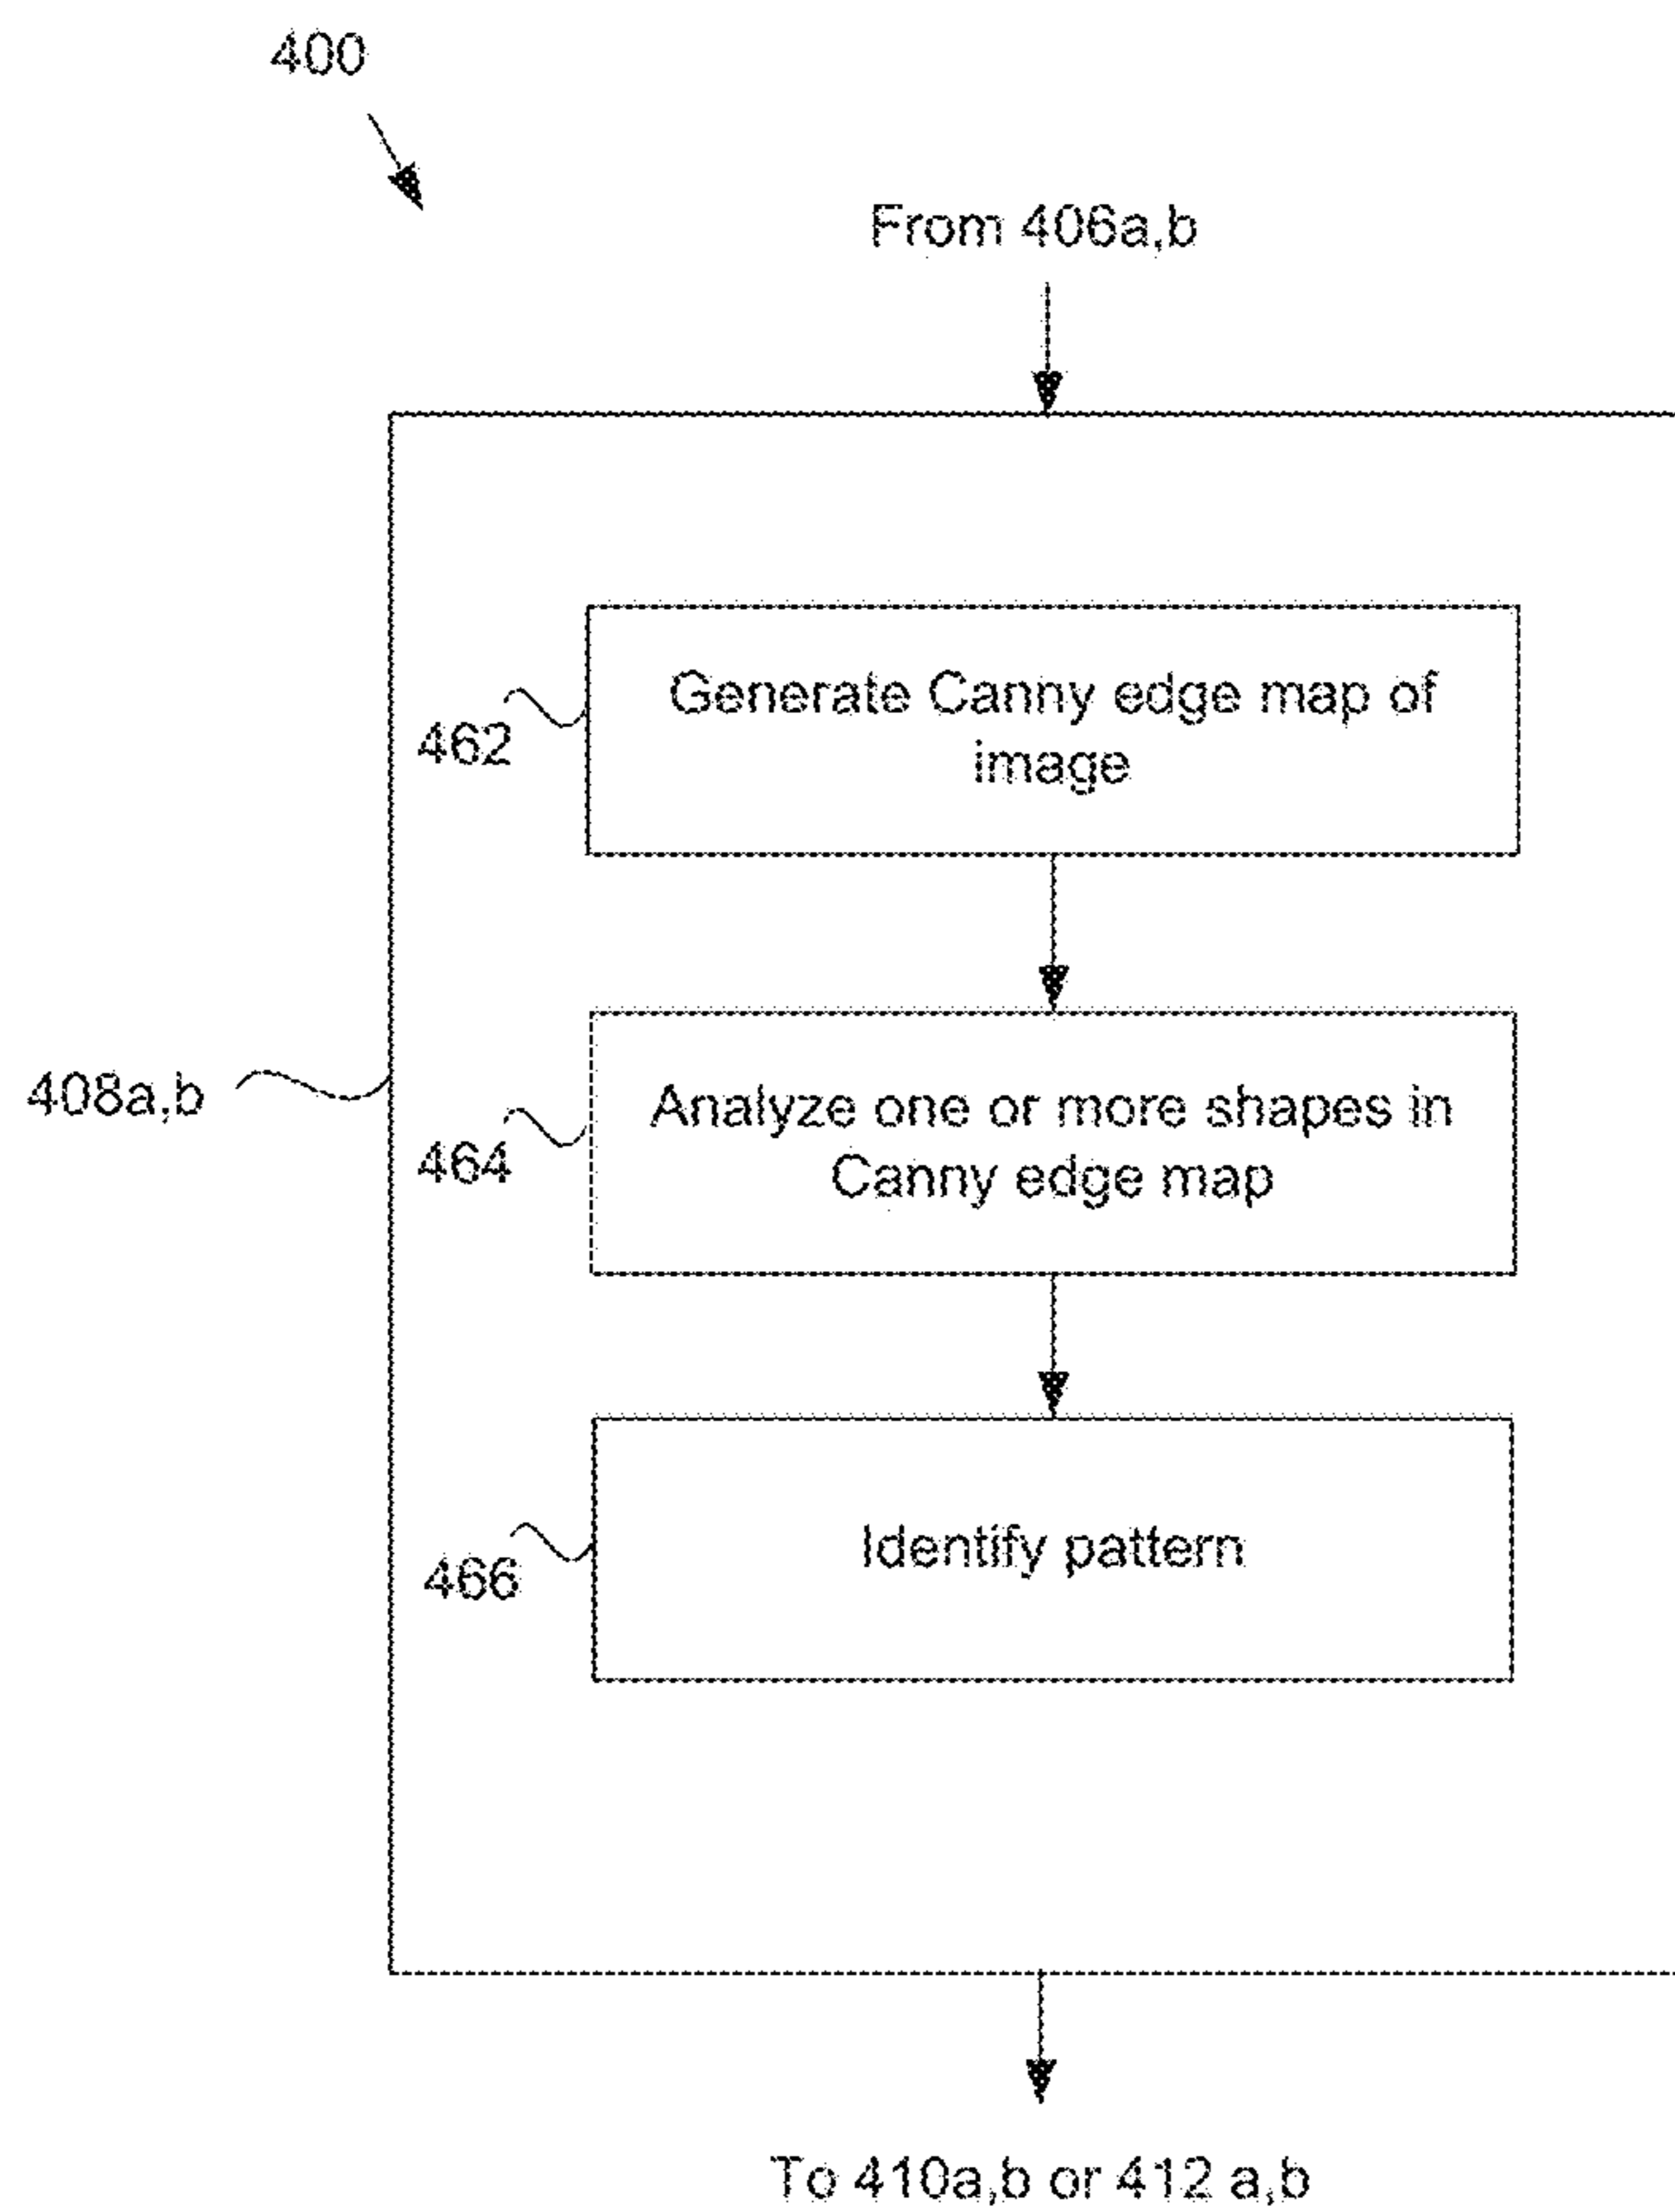 400
From 406a,b
Generate Canny edge map of
image
462
408a,b
Analyze one or more shapes in
Canny edge map
464
Identify pattern
466
To 410a,b or 412 a,b